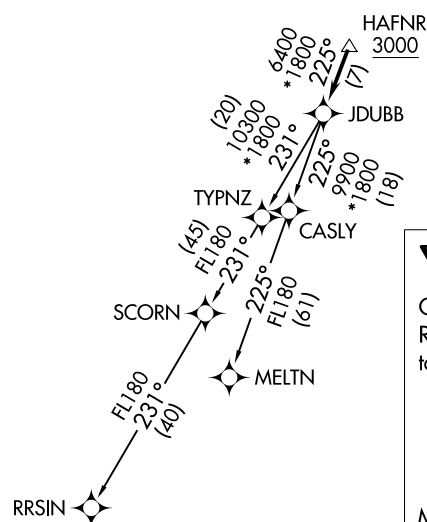 HAFNR
3000
6400
*1800
225°
(7)
JDUBB
(20)
10300
*1800
231°
225°
9900
*1800
(18)
TYPNZ
CASLY
(45)
FL180
231°
225°
FL180
(61)
SCORN
MELTN
FL180
231°
(40)
RRSIN